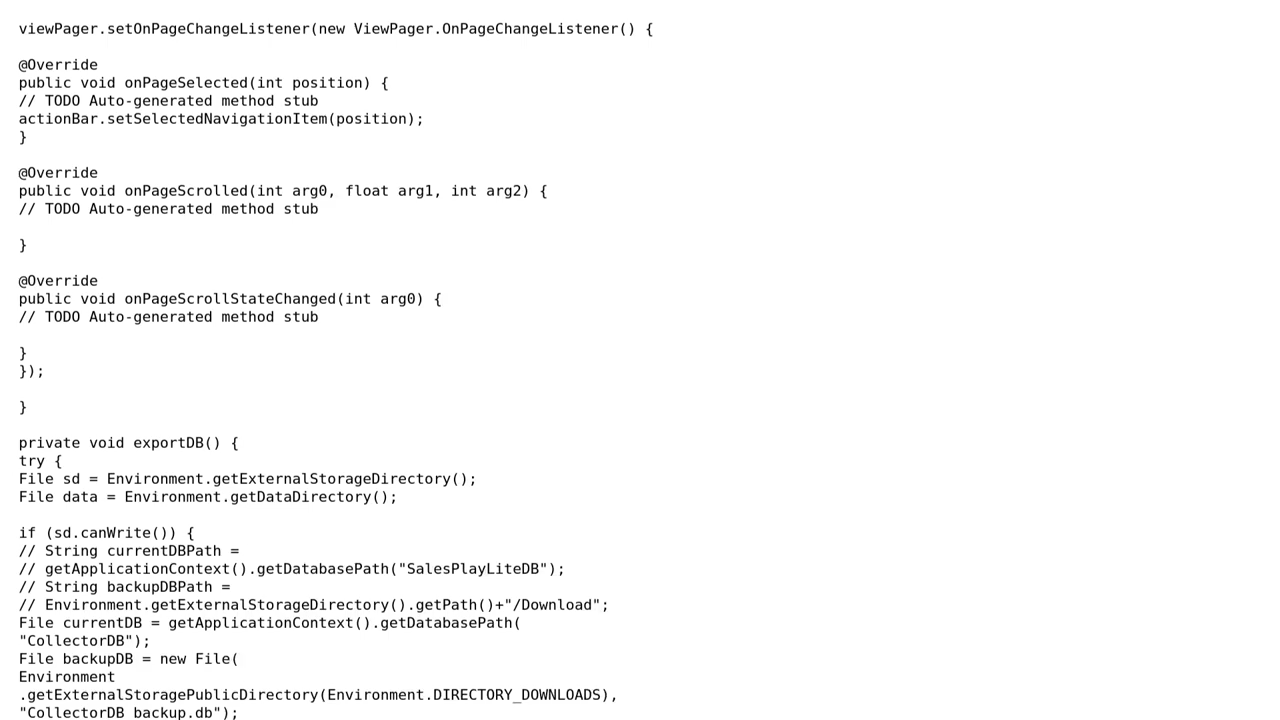 viewPager.setOnPageChangeListener(new ViewPager.OnPageChangeListener() {
@Override
public void onPageSelected(int position) {
// TODO Auto-generated method stub
actionBar.setSelectedNavigationItem(position);
}
@Override
public void onPageScrolled(int arg0, float arg1, int arg2) {
// TODO Auto-generated method stub
}
@Override
public void onPageScrollStateChanged(int arg0) {
// TODO Auto-generated method stub
}
});
}
private void exportDB() {
try {
File sd = Environment.getExternalStorageDirectory();
File data = Environment.getDataDirectory();
if (sd.canWrite()) {
// String currentDBPath =
// getApplicationContext().getDatabasePath("SalesPlayLiteDB");
// String backupDBPath =
// Environment.getExternalStorageDirectory().getPath()+"/Download";
File currentDB = getApplicationContext().getDatabasePath(
"CollectorDB");
File backupDB = new File(
Environment
.getExternalStoragePublicDirectory(Environment.DIRECTORY_DOWNLOADS),
"CollectorDB_backup.db");